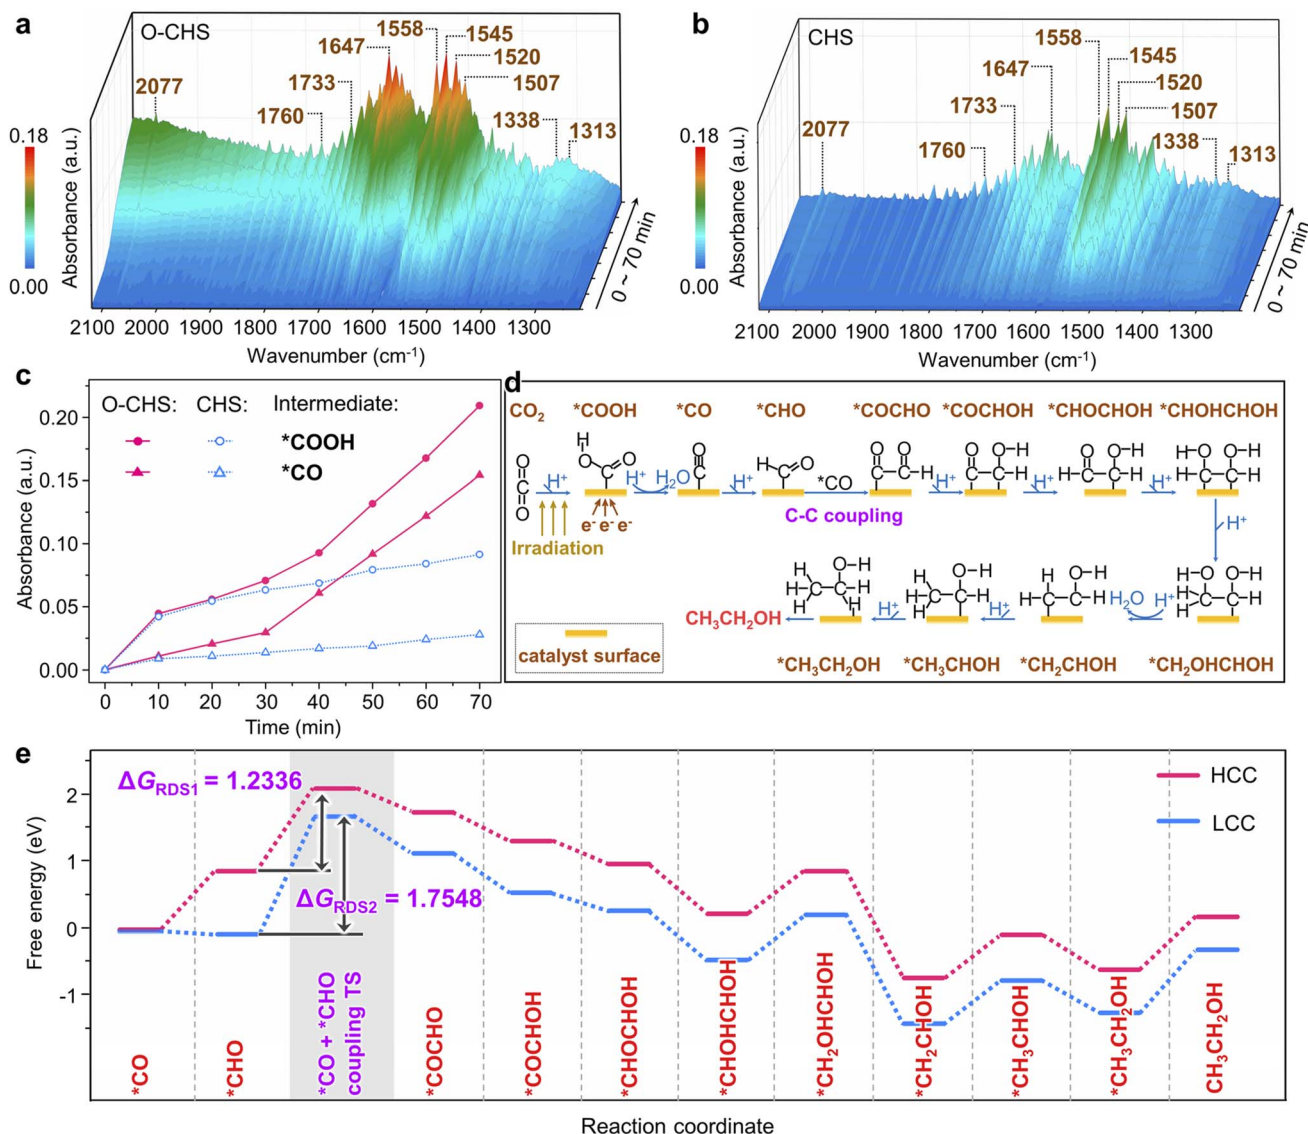 a
O-CHS
2077
1760
1733
1647
1558
1545
1520
1507
1338
1313
0.18
0.00
Absorbance (a.u.)
2100 2000 1900 1800 1700 1600 1500 1400 1300
Wavenumber (cm⁻¹)
0 ~ 70 min
b
CHS
2077
1760
1733
1647
1558
1545
1520
1507
1338
1313
0.18
0.00
Absorbance (a.u.)
2100 2000 1900 1800 1700 1600 1500 1400 1300
Wavenumber (cm⁻¹)
0 ~ 70 min
c
O-CHS: CHS: Intermediate:
*COOH
*CO
0.20
0.15
0.10
0.05
0.00
Absorbance (a.u.)
0 10 20 30 40 50 60 70
Time (min)
d
CO₂ *COOH *CO *CHO *COCHO *COCHOH *CHOCHOH *CHOHCHOH
O C O H⁺ H O C O H⁺ H₂O O C H⁺ H C O *CO O O C C H H⁺ O O H C C H H⁺ H O O H C C H H⁺ H O O H H C C H
C-C coupling
e⁻ e⁻ e⁻
Irradiation
H⁺
CH₃CH₂OH H H H C C O H H H H⁺ H H H C C O H H H⁺ H H C C O H H H₂O H⁺ H O O H H H C C H
catalyst surface
*CH₃CH₂OH *CH₃CHOH *CH₂CHOH *CH₂OHCHOH
e
ΔG_RDS1 = 1.2336
ΔG_RDS2 = 1.7548
HCC
LCC
2
1
0
-1
Free energy (eV)
*CO
*CHO
*CO + *CHO
coupling TS
*COCHO
*COCHOH
*CHOCHOH
*CHOHCHOH
*CH₂OHCHOH
*CH₂CHOH
*CH₃CHOH
*CH₃CH₂OH
CH₃CH₂OH
Reaction coordinate